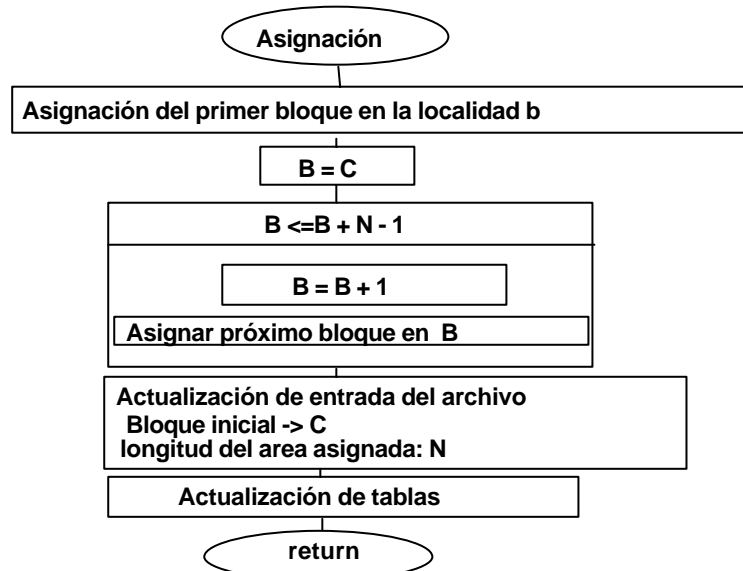 Asignación
Asignación del primer bloque en la localidad b
B = C
B <=B + N - 1
B = B + 1
Asignar próximo bloque en B
Actualización de entrada del archivo
Bloque inicial -> C
longitud del area asignada: N
Actualización de tablas
return